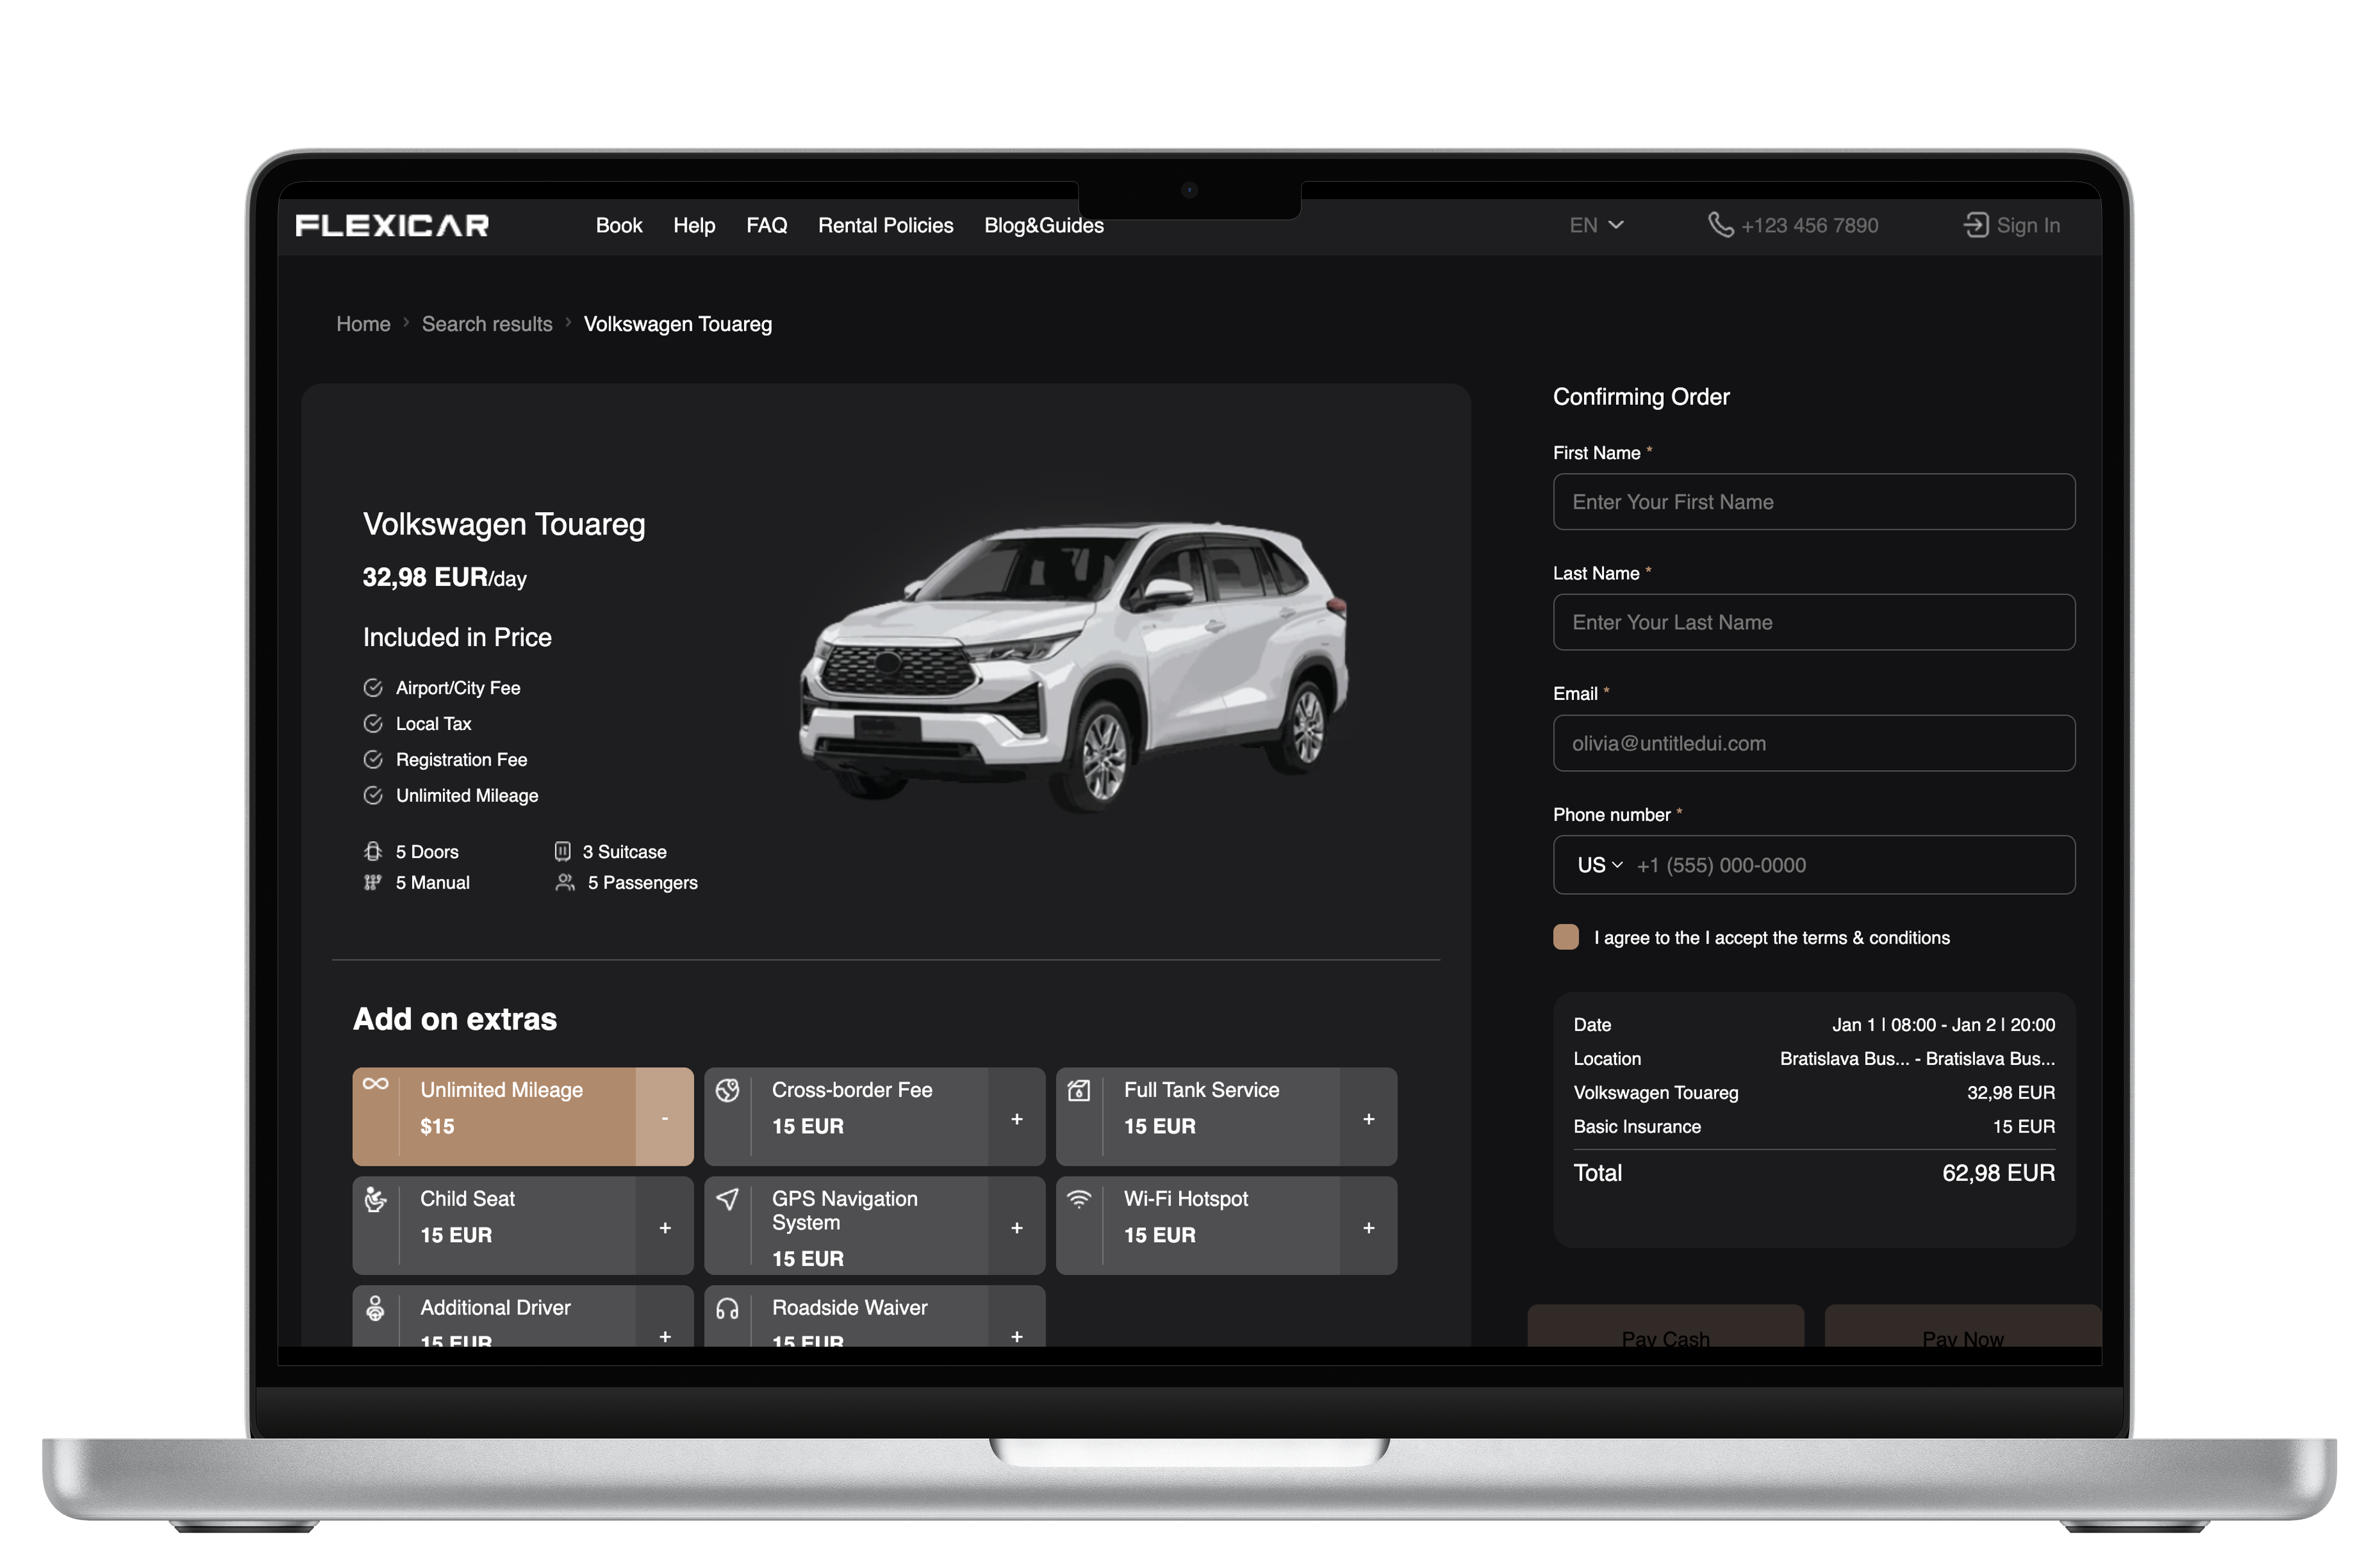 FLEXICAR
Book Help FAQ Rental Policies Blog&Guides
EN
+123 456 7890
Sign In
Home Search results Volkswagen Touareg
Volkswagen Touareg
32,98 EUR/day
Included in Price
Airport/City Fee
Local Tax
Registration Fee
Unlimited Mileage
5 Doors
3 Suitcase
5 Manual
5 Passengers
Add on extras
Unlimited Mileage
$15
-
Cross-border Fee
15 EUR
+
Full Tank Service
15 EUR
+
Child Seat
15 EUR
+
GPS Navigation
System
15 EUR
+
Wi-Fi Hotspot
15 EUR
+
Additional Driver
15 EUR
+
Roadside Waiver
15 EUR
+
Confirming Order
First Name *
Enter Your First Name
Last Name *
Enter Your Last Name
Email *
olivia@untitledui.com
Phone number *
US +1 (555) 000-0000
I agree to the I accept the terms & conditions
Date Jan 1 | 08:00 - Jan 2 | 20:00
Location Bratislava Bus... - Bratislava Bus...
Volkswagen Touareg 32,98 EUR
Basic Insurance 15 EUR
Total 62,98 EUR
Pay Cash
Pay Now